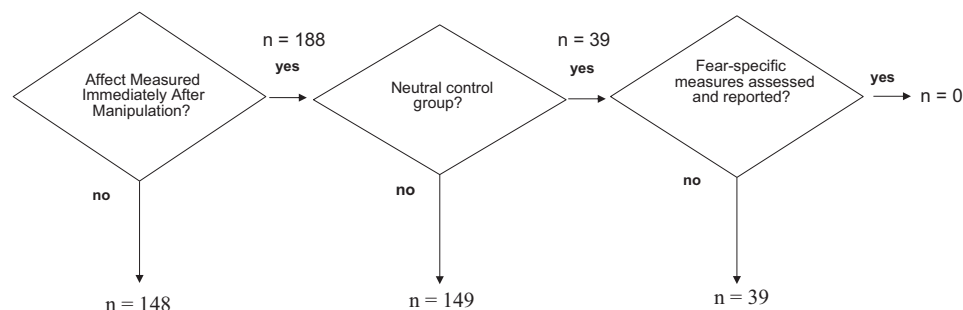 n = 188
yes
Affect Measured
Immediately After
Manipulation?
no
n = 148
n = 39
yes
Neutral control
group?
no
n = 149
Fear-specific
measures assessed
and reported?
yes
n = 0
no
n = 39